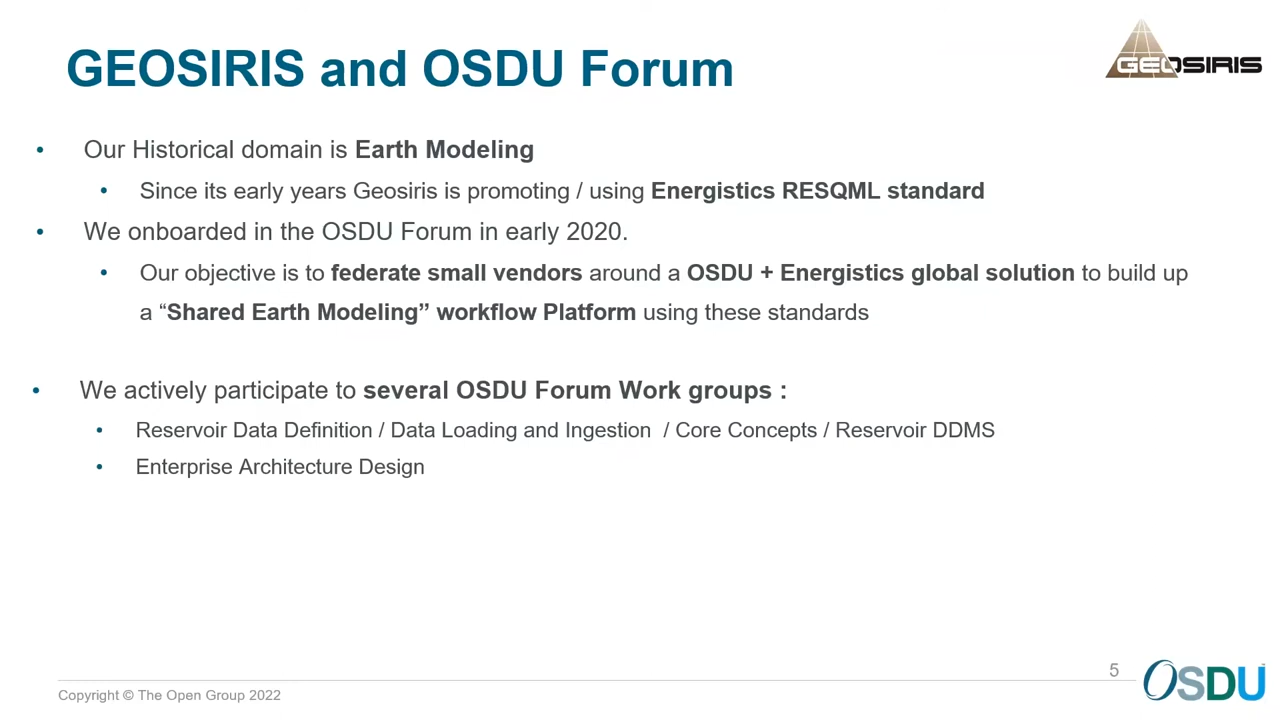 GEOSIRIS and OSDU Forum
GEOSIRIS
• Our Historical domain is Earth Modeling
• Since its early years Geosiris is promoting / using Energistics RESQML standard
• We onboarded in the OSDU Forum in early 2020.
• Our objective is to federate small vendors around a OSDU + Energistics global solution to build up
a “Shared Earth Modeling” workflow Platform using these standards
• We actively participate to several OSDU Forum Work groups :
• Reservoir Data Definition / Data Loading and Ingestion / Core Concepts / Reservoir DDMS
• Enterprise Architecture Design
5
Copyright © The Open Group 2022
OSDU